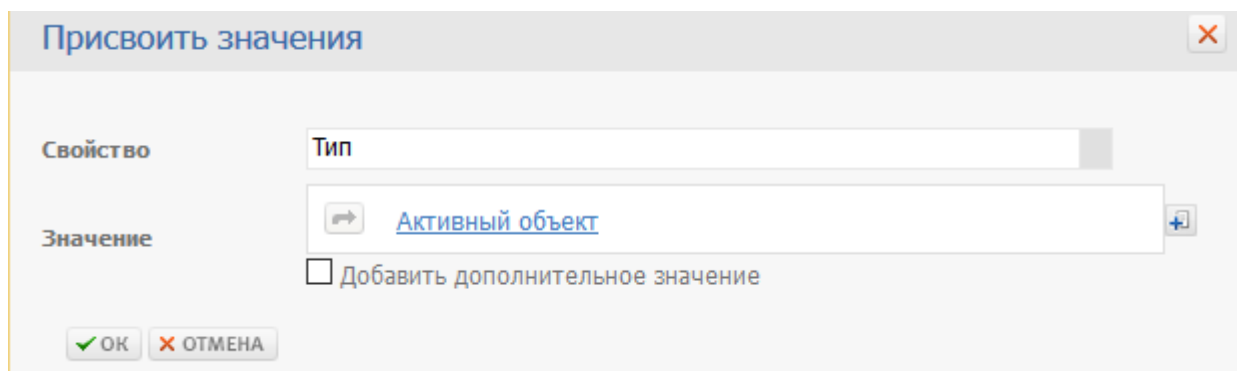 Присвоить значения
Свойство
Тип
Значение
Активный объект
Добавить дополнительное значение
ОК
ОТМЕНА